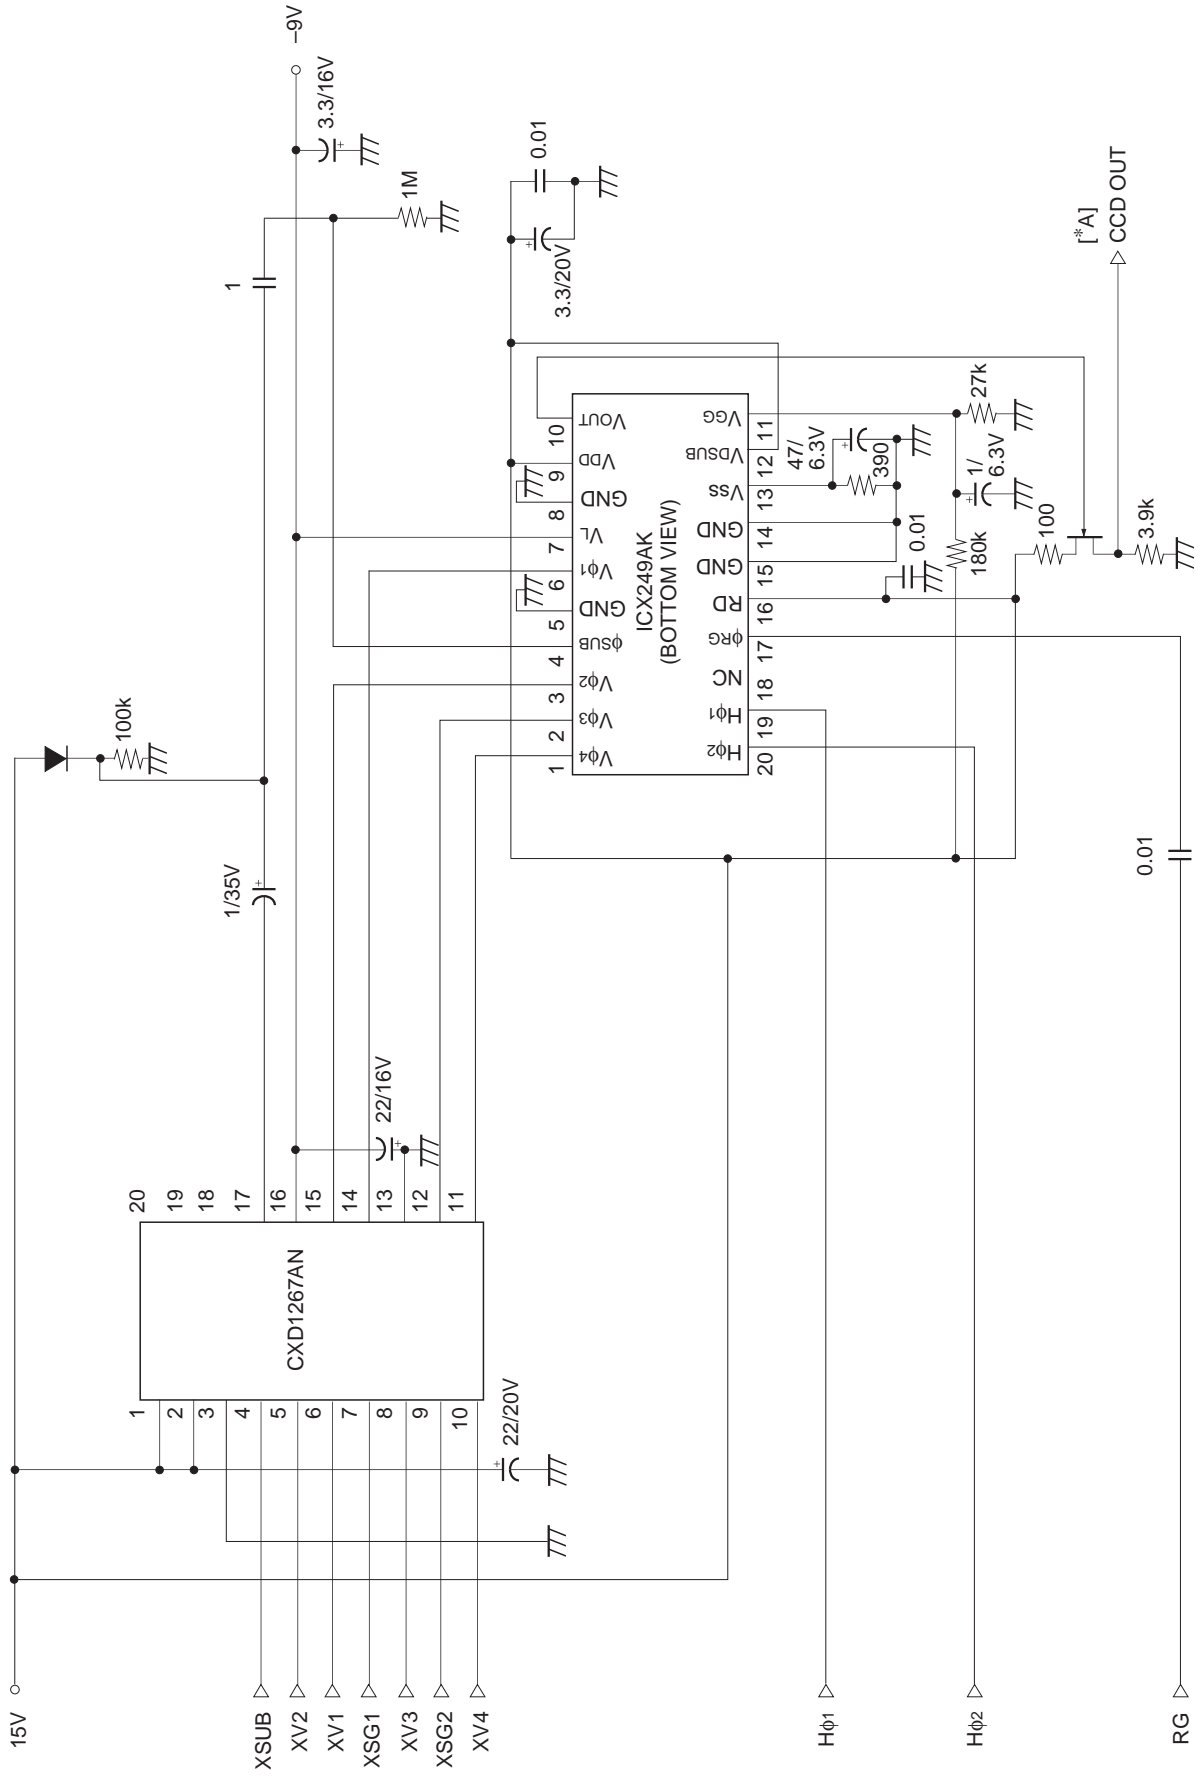 15V
–9V
3.3/16V
1
1M
100k
1/35V
22/16V
0.01
3.3/20V
CXD1267AN
1
2
3
4
5
6
7
8
9
10
20
19
18
17
16
15
14
13
12
11
22/20V
XSUB
XV2
XV1
XSG1
XV3
XSG2
XV4
ICX249AK
(BOTTOM VIEW)
1
2
3
4
5
6
7
8
9
10
Vϕ4
Vϕ3
Vϕ2
ϕSUB
GND
Vϕ1
VL
GND
VDD
VOUT
Hϕ2
Hϕ1
NC
ϕRG
RD
GND
GND
VSS
VDSUB
VGG
20
19
18
17
16
15
14
13
12
11
47/
6.3V
390
0.01
27k
1/
6.3V
180k
100
3.9k
[*A]
CCD OUT
0.01
Hϕ1
Hϕ2
RG